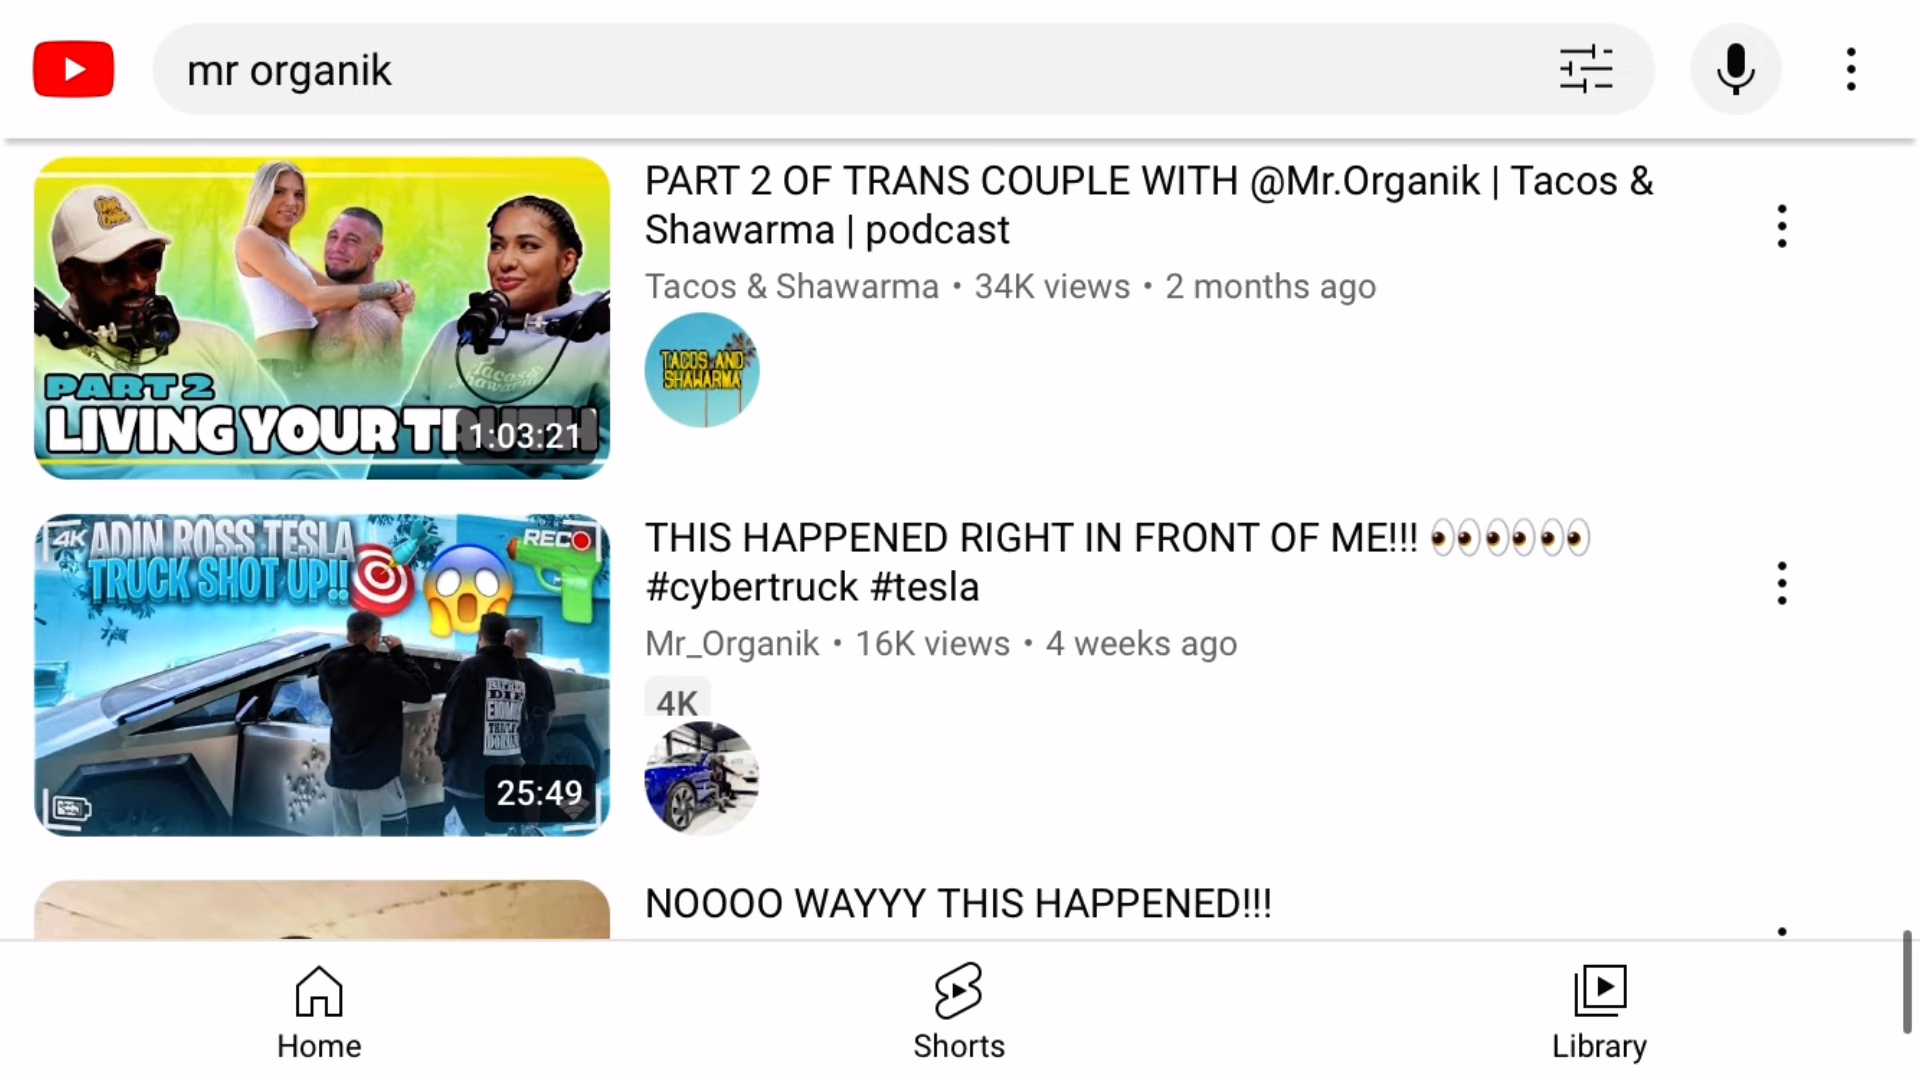 mr organik
PART 2 OF TRANS COUPLE WITH @Mr.Organik | Tacos &
Shawarma | podcast
Tacos & Shawarma • 34K views • 2 months ago
TACOS AND
SHAWARMA
Tacos &
Shawarma
PART 2
LIVING YOUR TRUTH
1:03:21
4K
ADIN ROSS TESLA
TRUCK SHOT UP!!
REC
25:49
THIS HAPPENED RIGHT IN FRONT OF ME!!! 👀👀👀
#cybertruck #tesla
Mr_Organik • 16K views • 4 weeks ago
4K
NOOOO WAYYY THIS HAPPENED!!!
Home
Shorts
Library